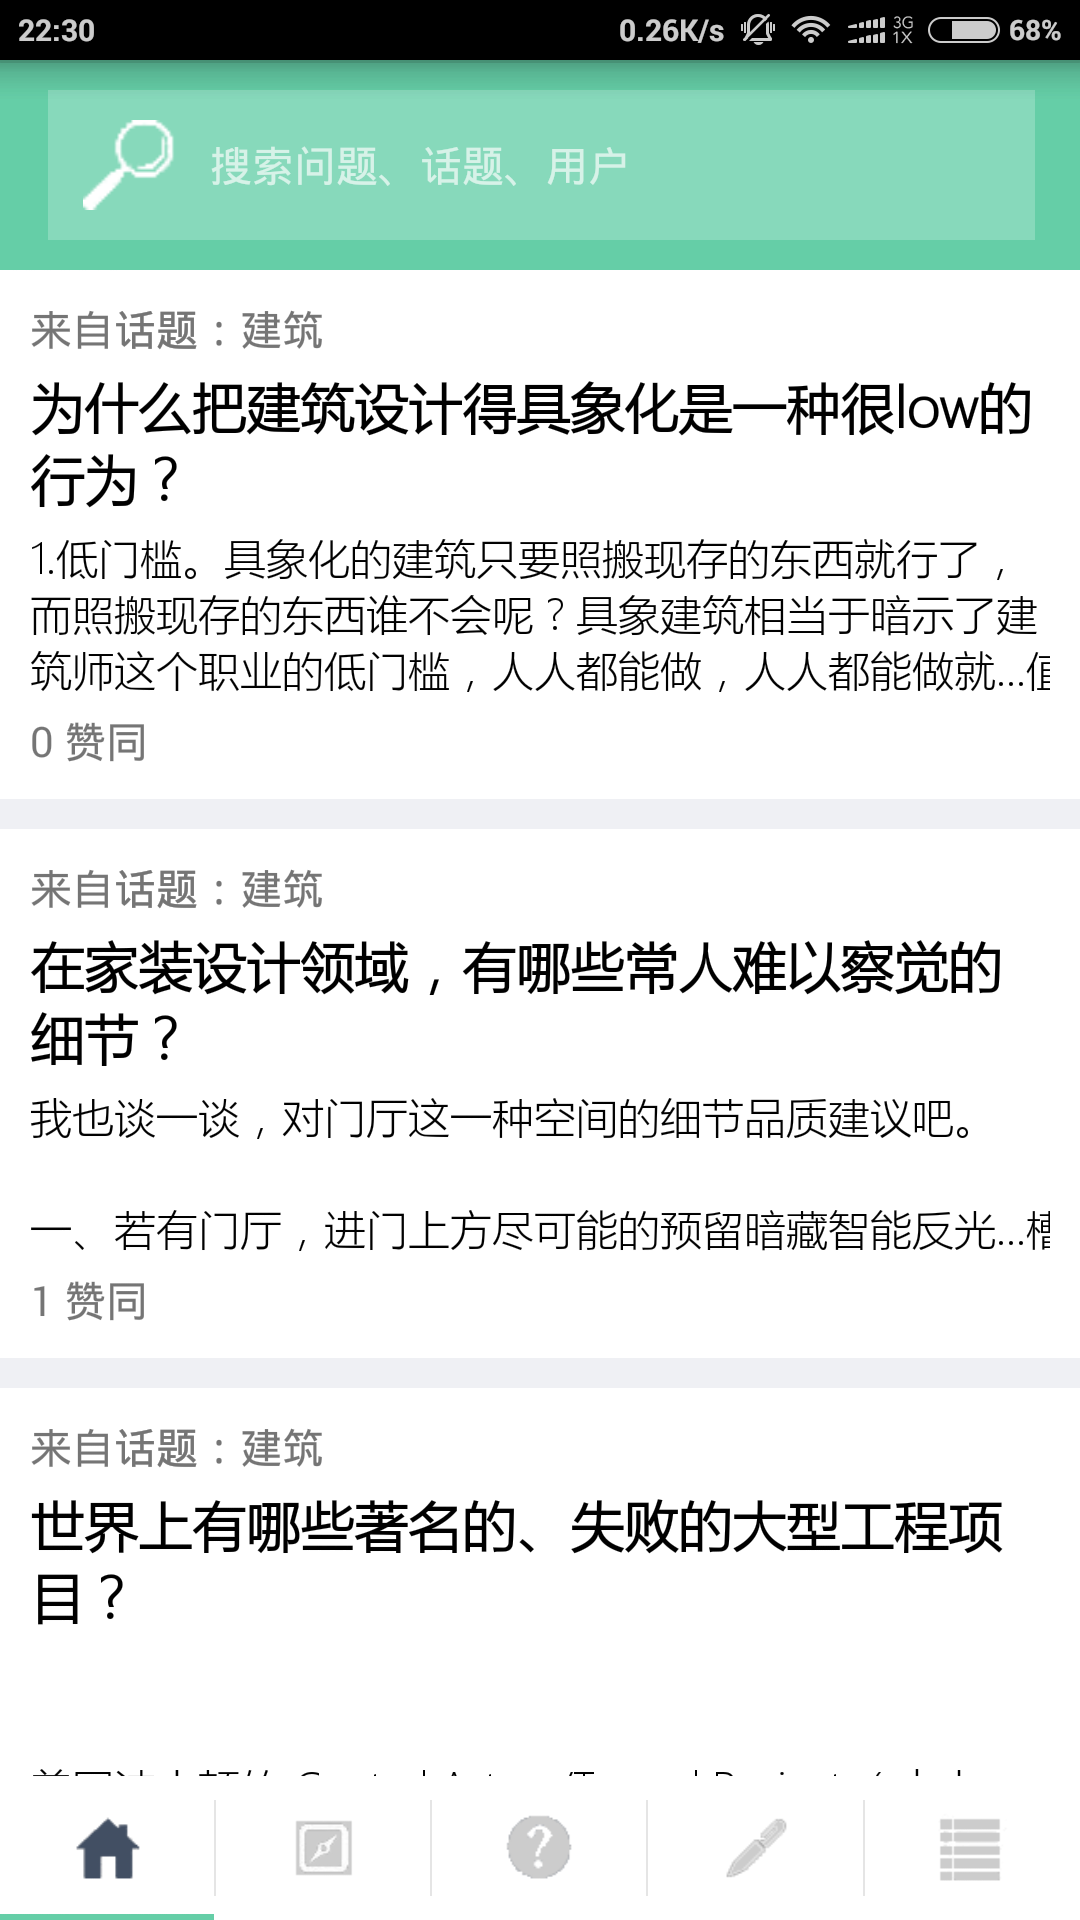 22:30 0.26K/s 3G 1X 68%
搜索问题、话题、用户
来自话题：建筑
为什么把建筑设计得具象化是一种很low的
行为？
1.低门槛。具象化的建筑只要照搬现存的东西就行了，
而照搬现存的东西谁不会呢？具象建筑相当于暗示了建
筑师这个职业的低门槛，人人都能做，人人都能做就...
0 赞同
来自话题：建筑
在家装设计领域，有哪些常人难以察觉的
细节？
我也谈一谈，对门厅这一种空间的细节品质建议吧。
一、若有门厅，进门上方尽可能的预留暗藏智能反光...
1 赞同
来自话题：建筑
世界上有哪些著名的、失败的大型工程项
目？